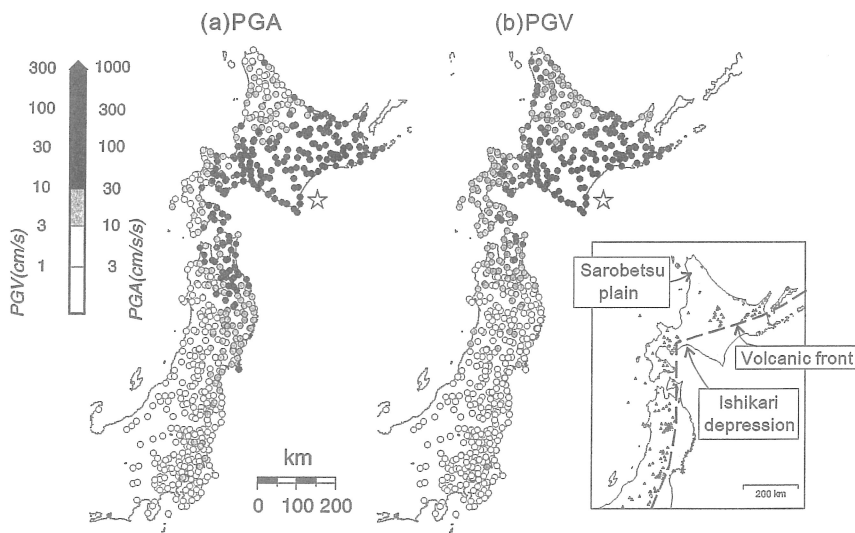 (a)PGA
(b)PGV
300
100
30
10
3
1
1000
300
100
30
10
3
PGV(cm/s)
PGA(cm/s/s)
km
0 100 200
Sarobetsu
plain
Volcanic front
Ishikari
depression
200 km